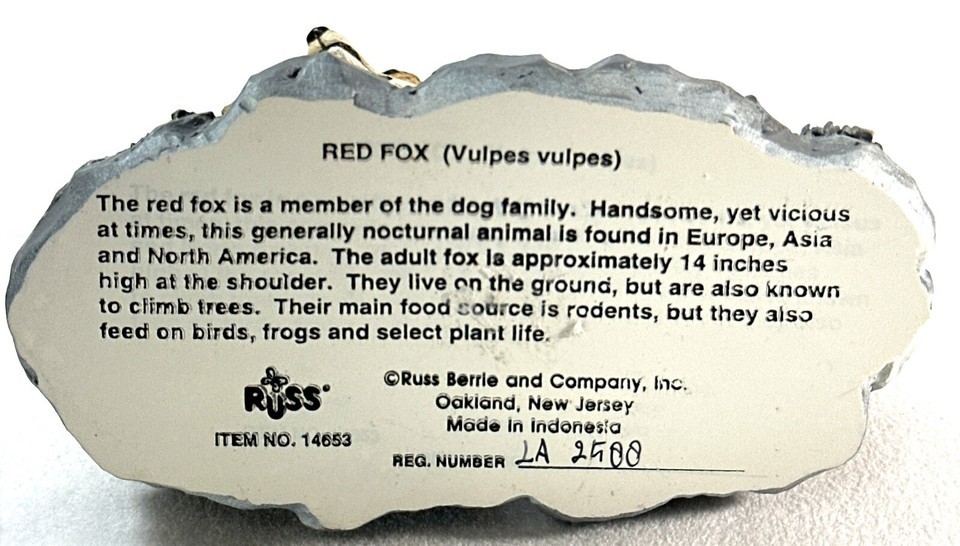 RED FOX (Vulpes vulpes)
The red fox is a member of the dog family. Handsome, yet vicious
at times, this generally nocturnal animal is found in Europe, Asia
and North America. The adult fox is approximately 14 inches
high at the shoulder. They live on the ground, but are also known
to climb trees. Their main food source is rodents, but they also
feed on birds, frogs and select plant life.
RUSS
ITEM NO. 14653
©Russ Berrie and Company, Inc.
Oakland, New Jersey
Made in Indonesia
REG. NUMBER LA